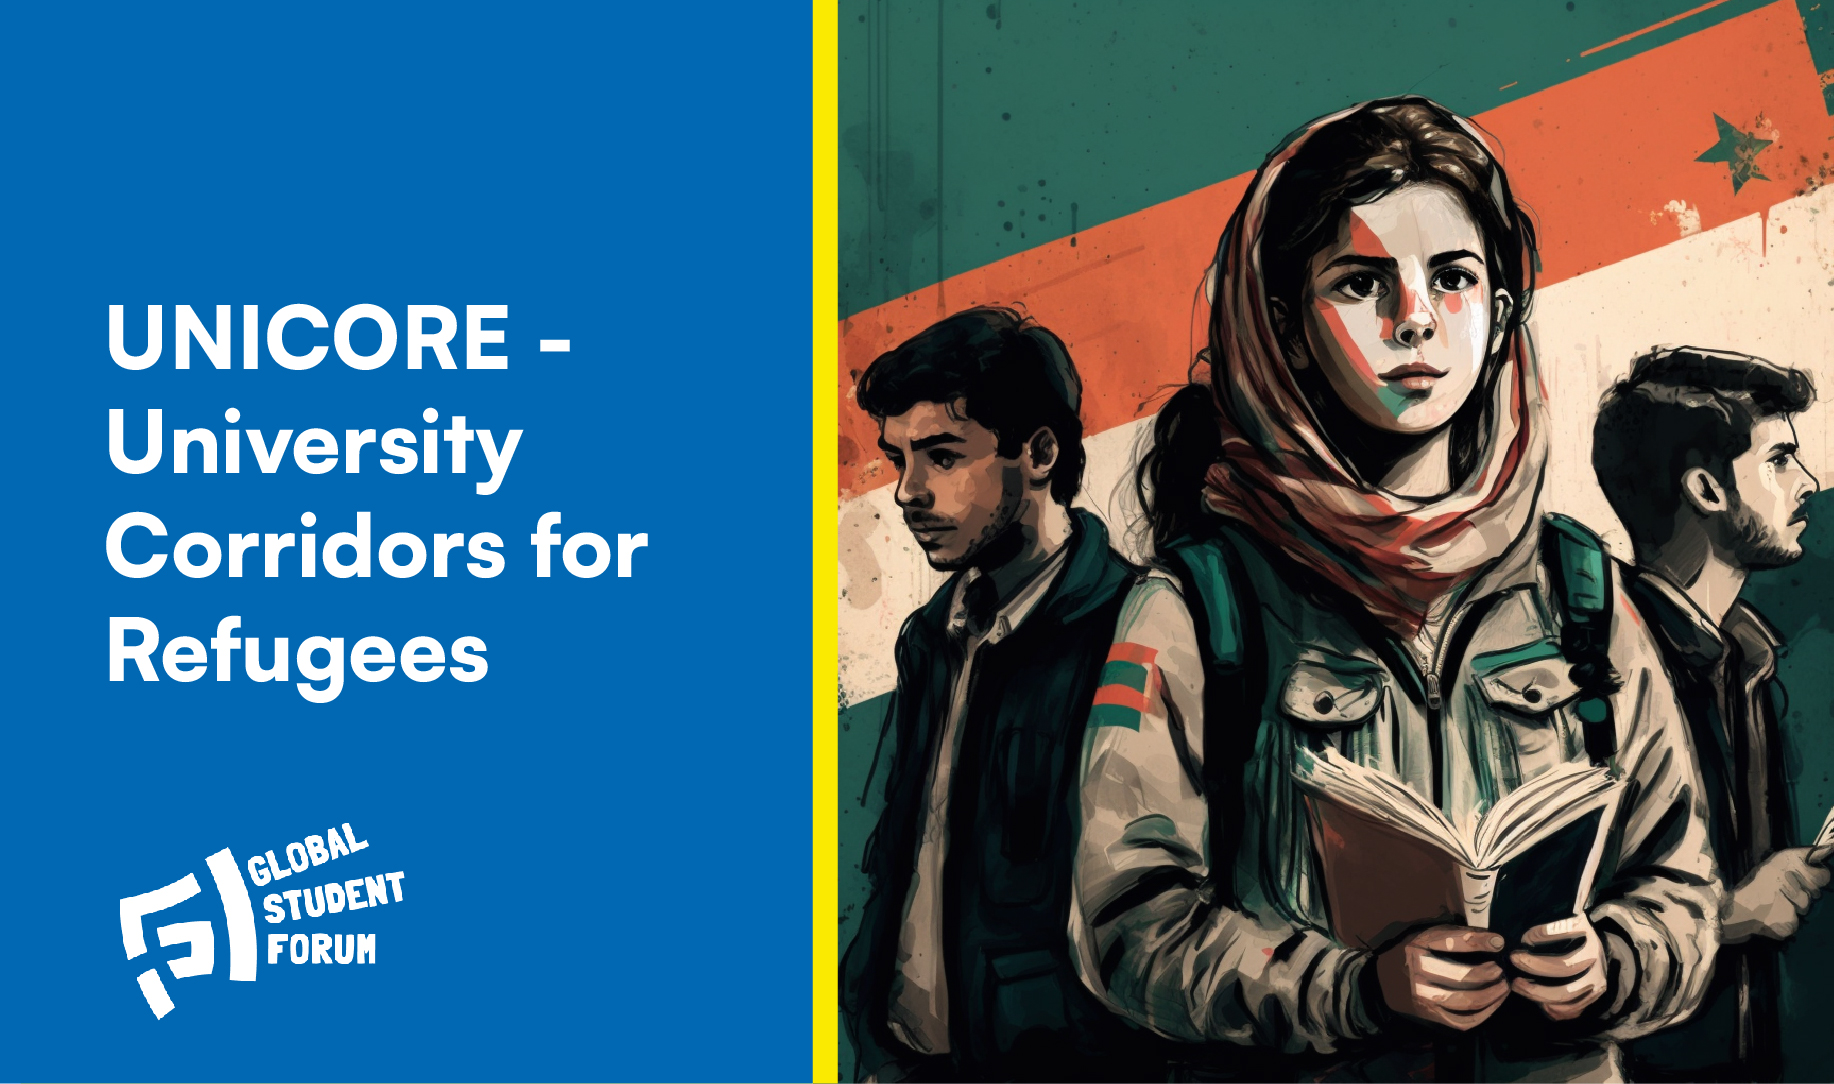 UNICORE -
University
Corridors for
Refugees
GLOBAL
STUDENT
FORUM